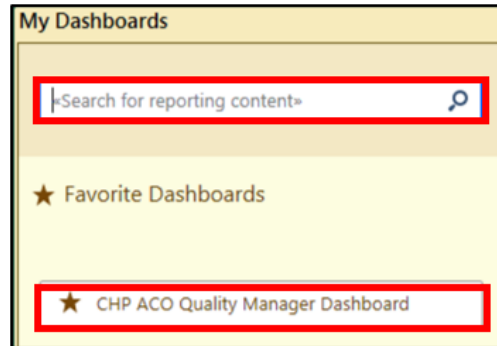 My Dashboards
«Search for reporting content»
Favorite Dashboards
CHP ACO Quality Manager Dashboard